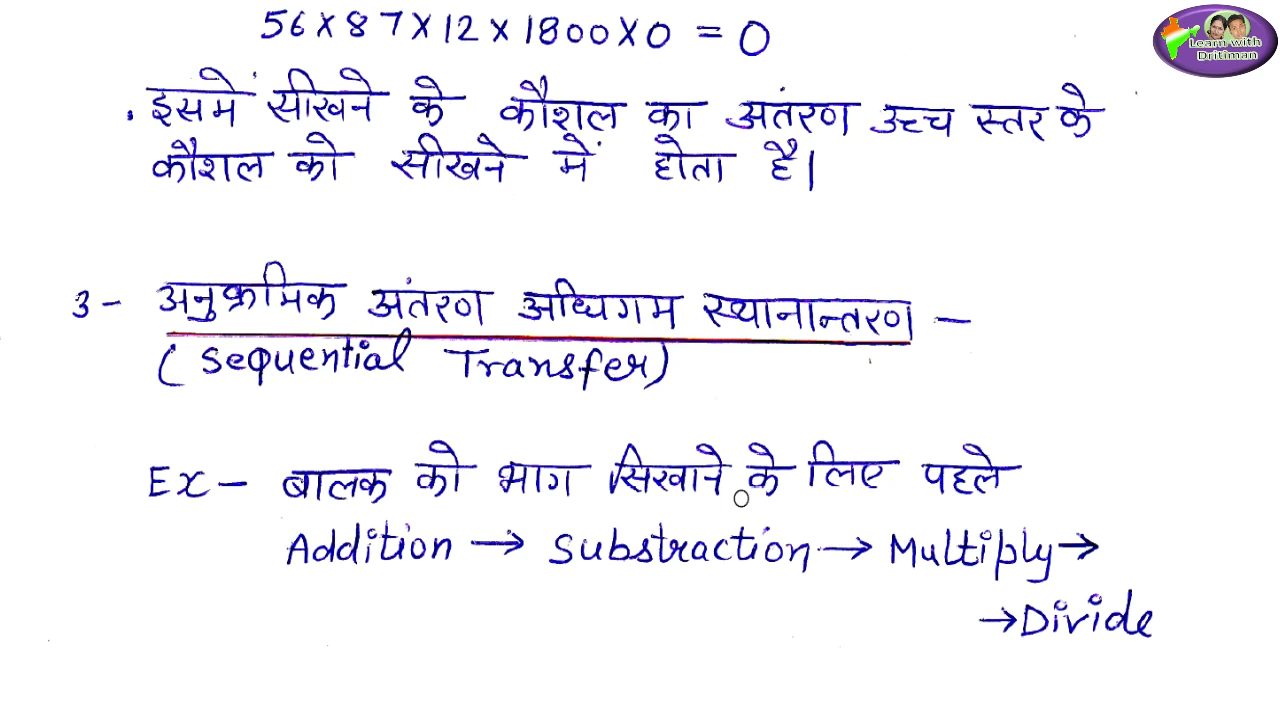 56×87×12×1800×0 = 0
Learn with
Dritiman
. इसमें सीखने के कौशल का अंतरण उच्च स्तर के
कौशल को सीखने में होता है।
3- अनुक्रमिक अंतरण अधिगम स्थानान्तरण –
(Sequential Transfer)
Ex – बालक को भाग सिखाने के लिए पहले
Addition → Substraction → Multiply →
→ Divide